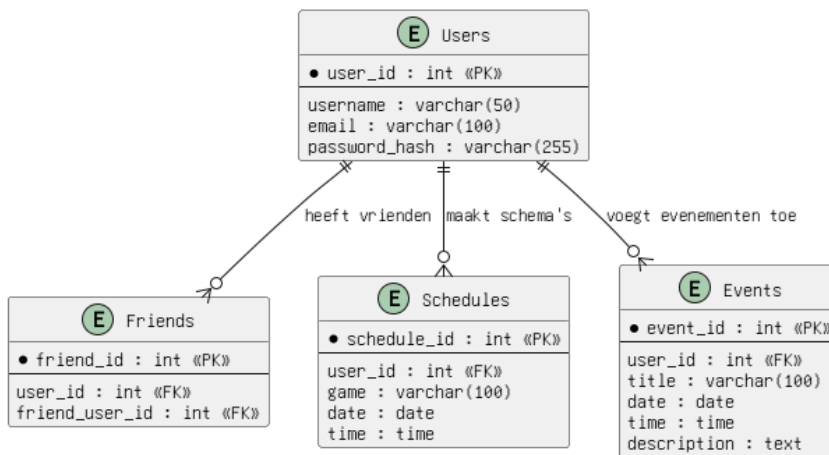 E Users
user_id : int «PK»
username : varchar(50)
email : varchar(100)
password_hash : varchar(255)
heeft vrienden
maakt schema's
voegt evenementen toe
E Friends
friend_id : int «PK»
user_id : int «FK»
friend_user_id : int «FK»
E Schedules
schedule_id : int «PK»
user_id : int «FK»
game : varchar(100)
date : date
time : time
E Events
event_id : int «PK»
user_id : int «FK»
title : varchar(100)
date : date
time : time
description : text